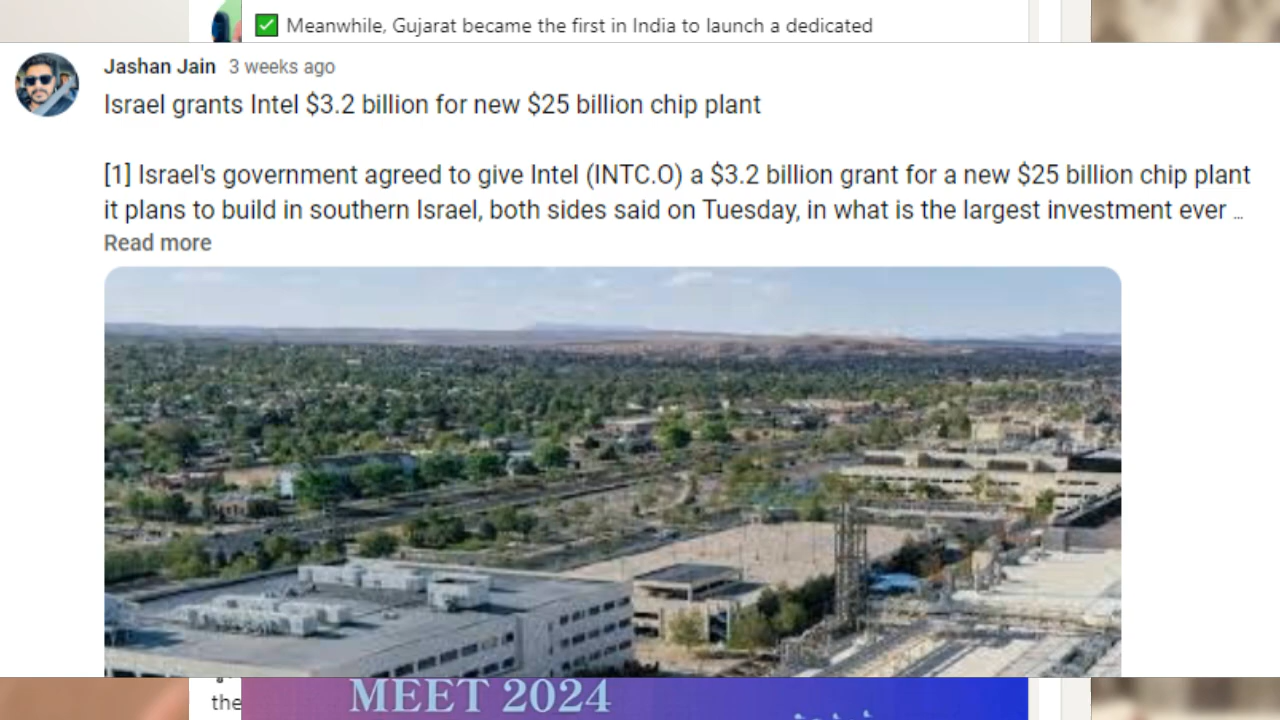 Meanwhile, Gujarat became the first in India to launch a dedicated
Jashan Jain 3 weeks ago
Israel grants Intel $3.2 billion for new $25 billion chip plant
[1] Israel's government agreed to give Intel (INTC.O) a $3.2 billion grant for a new $25 billion chip plant
it plans to build in southern Israel, both sides said on Tuesday, in what is the largest investment ever ...
Read more
the
MEET 2024